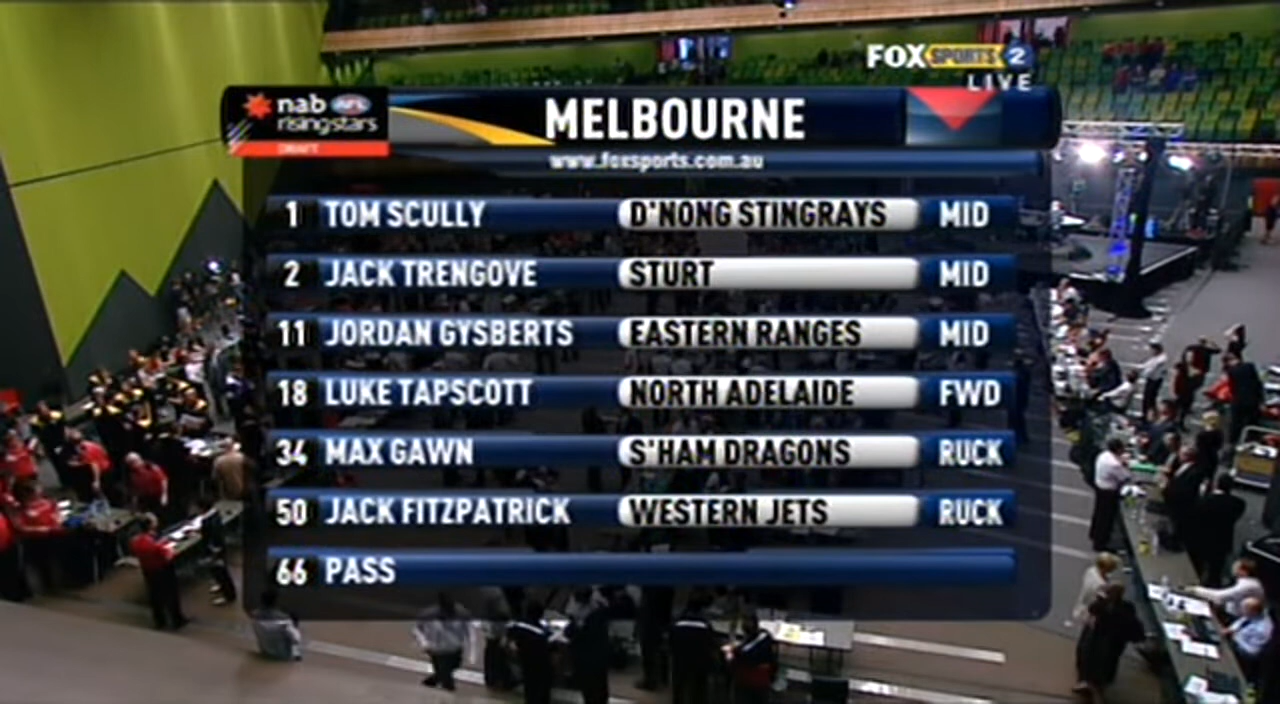 FOX SPORTS 2
LIVE
nab AFL
risingstars
DRAFT
MELBOURNE
www.foxsports.com.au
1 TOM SCULLY D'NONG STINGRAYS MID
2 JACK TRENGOVE STURT MID
11 JORDAN GYSBERTS EASTERN RANGES MID
18 LUKE TAPSCOTT NORTH ADELAIDE FWD
34 MAX GAWN S'HAM DRAGONS RUCK
50 JACK FITZPATRICK WESTERN JETS RUCK
66 PASS